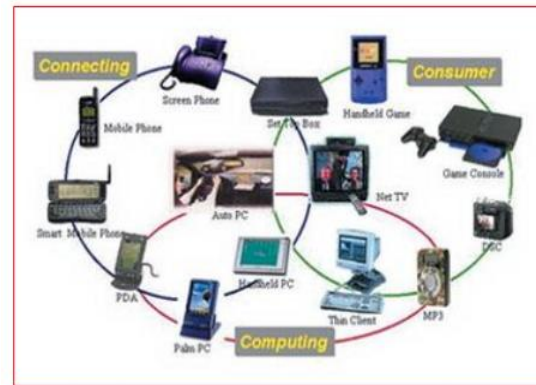 Connecting
Consumer
Screen Phone
Set Top Box
Handheld Game
Mobile Phone
Game Console
Auto PC
Net TV
Smart Mobile Phone
DSC
PDA
Handheld PC
Thin Client
MP3
Palm PC
Computing